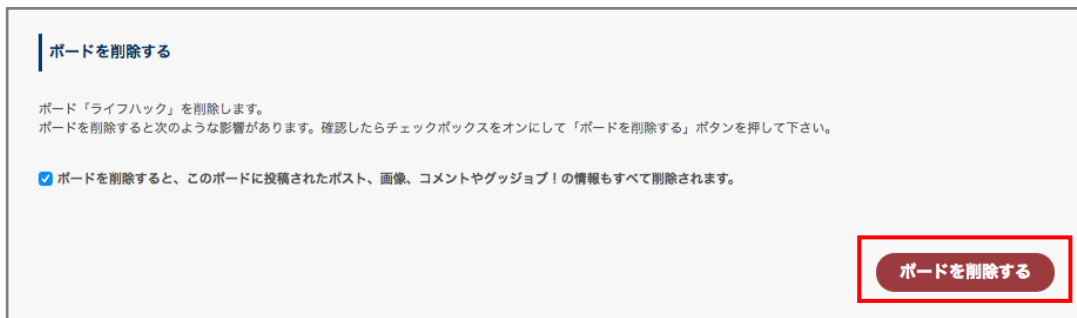 ボードを削除する
ボード「ライフハック」を削除します。
ボードを削除すると次のような影響があります。確認したらチェックボックスをオンにして「ボードを削除する」ボタンを押して下さい。
ボードを削除すると、このボードに投稿されたポスト、画像、コメントやグッジョブ！の情報もすべて削除されます。
ボードを削除する